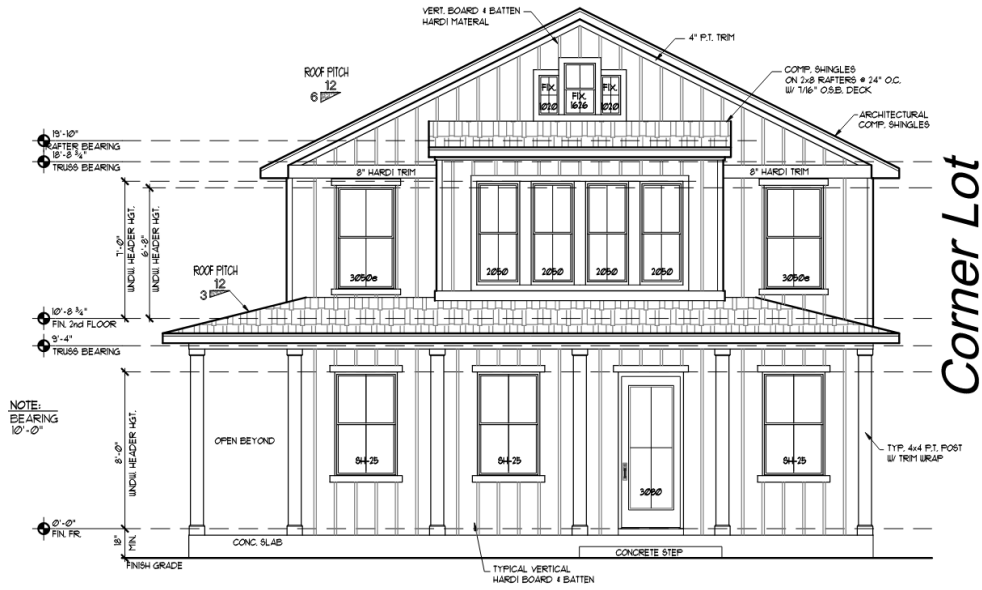 VERT. BOARD & BATTEN
HARDI MATERAL
4" P.T. TRIM
ROOF PITCH
12
6
COMP. SHINGLES
ON 2x8 RAFTERS @ 24" O.C.
W/ 7/16" O.S.B. DECK
ARCHITECTURAL
COMP. SHINGLES
FIX.
1020
FIX.
1626
FIX.
1020
19'-10"
RAFTER BEARING
18'-8 3/4"
TRUSS BEARING
8" HARDI TRIM
8" HARDI TRIM
7'-0"
WNDW. HEADER HGT.
6'-8"
WNDW. HEADER HGT.
3050e
2050
2050
2050
2050
3050e
ROOF PITCH
12
3
10'-8 3/4"
FIN. 2nd FLOOR
9'-4"
TRUSS BEARING
NOTE:
BEARING
10'-0"
8'-0"
WNDW. HEADER HGT.
OPEN BEYOND
SH-25
SH-25
3080
SH-25
TYP. 4x4 P.T. POST
W/ TRIM WRAP
0'-0"
FIN. FR.
18"
MIN.
CONC. SLAB
CONCRETE STEP
FINISH GRADE
TYPICAL VERTICAL
HARDI BOARD & BATTEN
Corner Lot